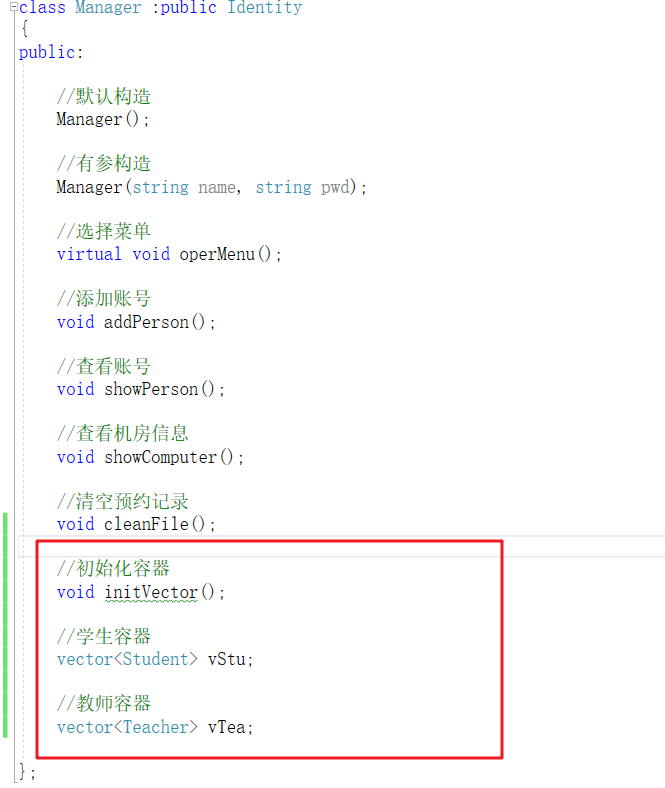 class Manager :public Identity
{
public:
//默认构造
Manager();
//有参构造
Manager(string name, string pwd);
//选择菜单
virtual void operMenu();
//添加账号
void addPerson();
//查看账号
void showPerson();
//查看机房信息
void showComputer();
//清空预约记录
void cleanFile();
//初始化容器
void initVector();
//学生容器
vector<Student> vStu;
//教师容器
vector<Teacher> vTea;
};